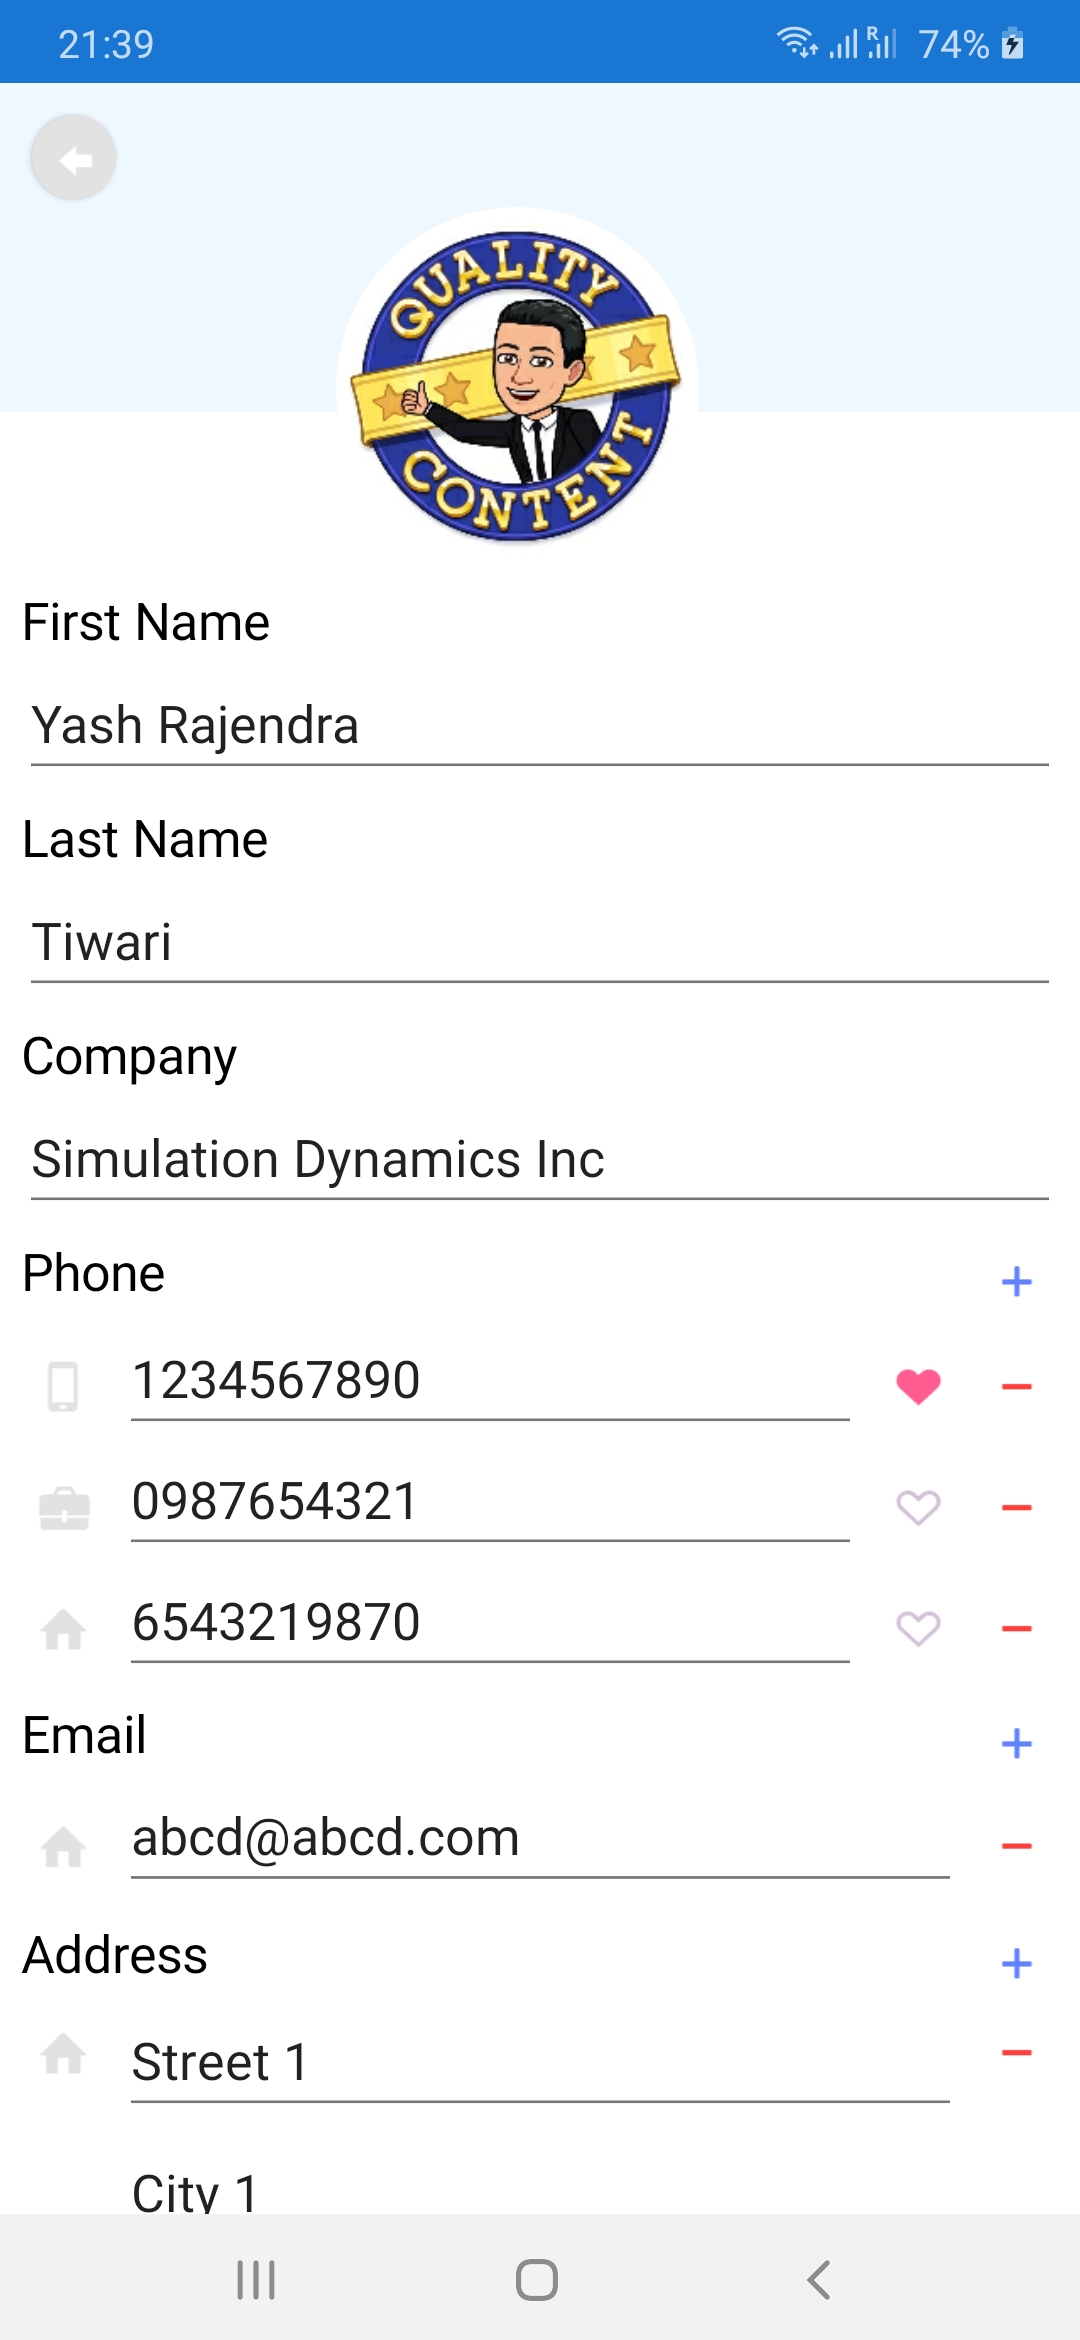 21:39
R
74%
QUALITY
CONTENT
First Name
Yash Rajendra
Last Name
Tiwari
Company
Simulation Dynamics Inc
Phone
1234567890
0987654321
6543219870
Email
abcd@abcd.com
Address
Street 1
City 1